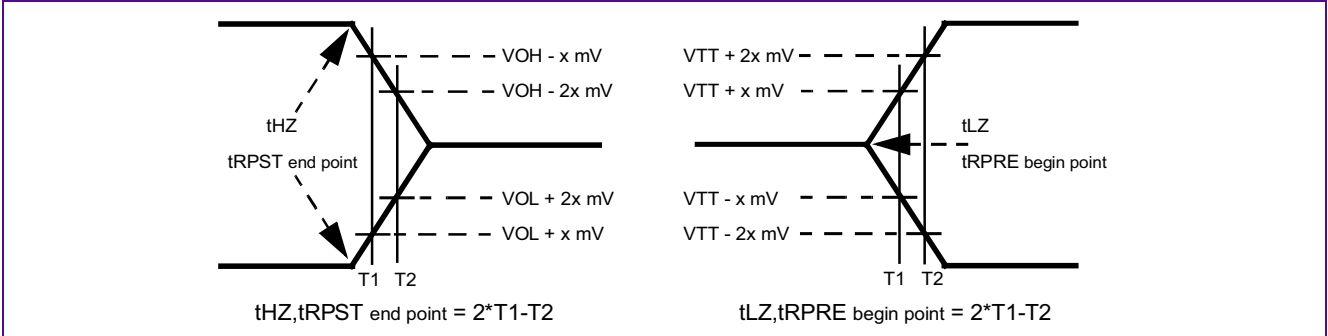 VOH - x mV
VOH - 2x mV
tHZ
tRPST end point
VOL + 2x mV
VOL + x mV
T1 T2
tHZ,tRPST end point = 2*T1-T2
VTT + 2x mV
VTT + x mV
tLZ
tRPRE begin point
VTT - x mV
VTT - 2x mV
T1 T2
tLZ,tRPRE begin point = 2*T1-T2